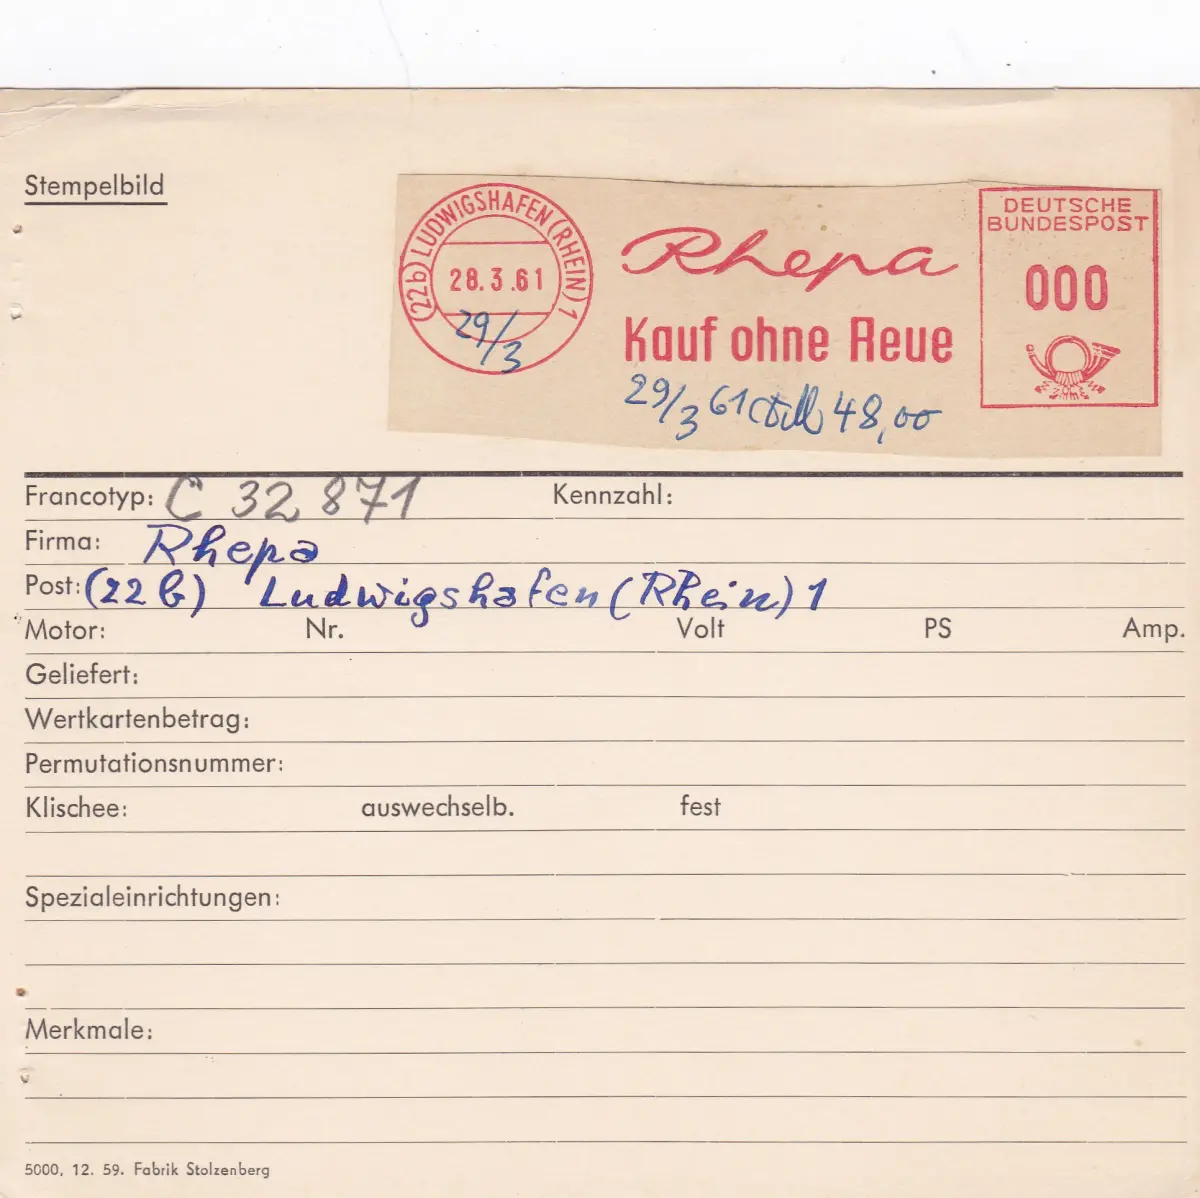 Stempelbild
(22b) LUDWIGSHAFEN (RHEIN) 1
28.3.61
29/3
Rhepa
Kauf ohne Reue
29/3 61 48,00
DEUTSCHE
BUNDESPOST
000
Francotyp: C 32 871 Kennzahl:
Firma: Rhepa
Post: (22b) Ludwigshafen (Rhein) 1
Motor: Nr. Volt PS Amp.
Geliefert:
Wertkartenbetrag:
Permutationsnummer:
Klischee: auswechselb. fest
Spezialeinrichtungen:
Merkmale:
5000, 12. 59. Fabrik Stolzenberg